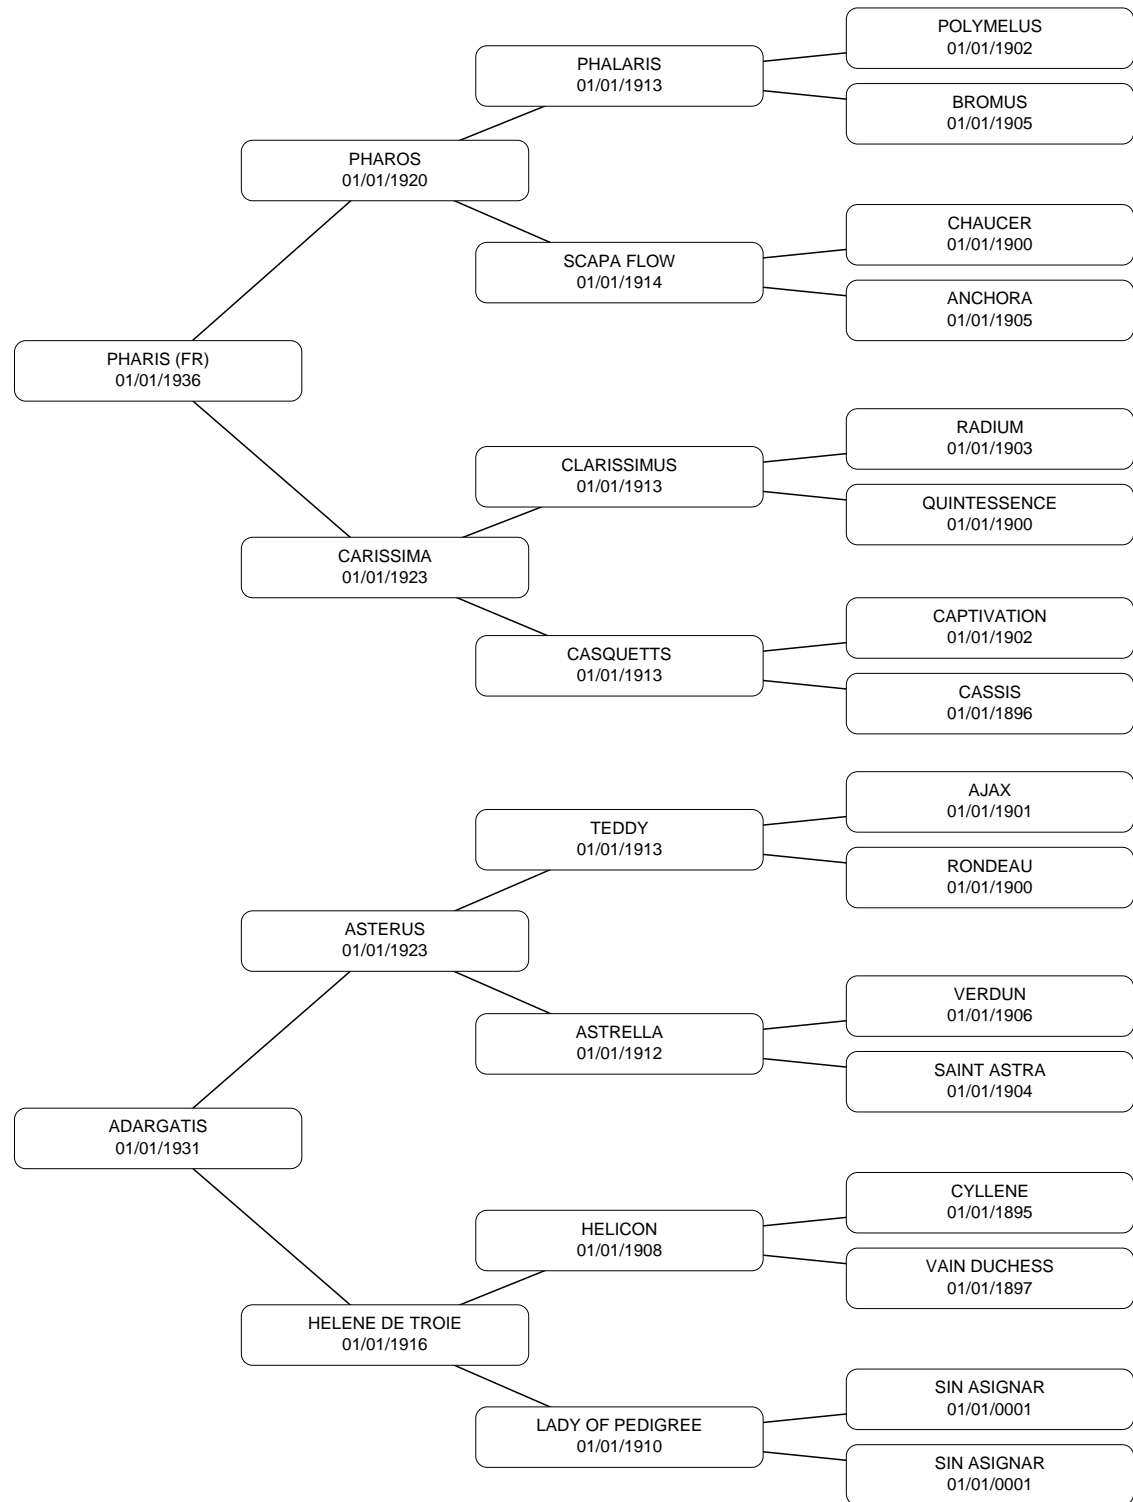 POLYMELUS
01/01/1902
PHALARIS
01/01/1913
BROMUS
01/01/1905
PHAROS
01/01/1920
CHAUCER
01/01/1900
SCAPA FLOW
01/01/1914
ANCHORA
01/01/1905
PHARIS (FR)
01/01/1936
RADIUM
01/01/1903
CLARISSIMUS
01/01/1913
QUINTESSENCE
01/01/1900
CARISSIMA
01/01/1923
CAPTIVATION
01/01/1902
CASQUETTS
01/01/1913
CASSIS
01/01/1896
AJAX
01/01/1901
TEDDY
01/01/1913
RONDEAU
01/01/1900
ASTERUS
01/01/1923
VERDUN
01/01/1906
ASTRELLA
01/01/1912
SAINT ASTRA
01/01/1904
ADARGATIS
01/01/1931
CYLLENE
01/01/1895
HELICON
01/01/1908
VAIN DUCHESS
01/01/1897
HELENE DE TROIE
01/01/1916
SIN ASIGNAR
01/01/0001
LADY OF PEDIGREE
01/01/1910
SIN ASIGNAR
01/01/0001